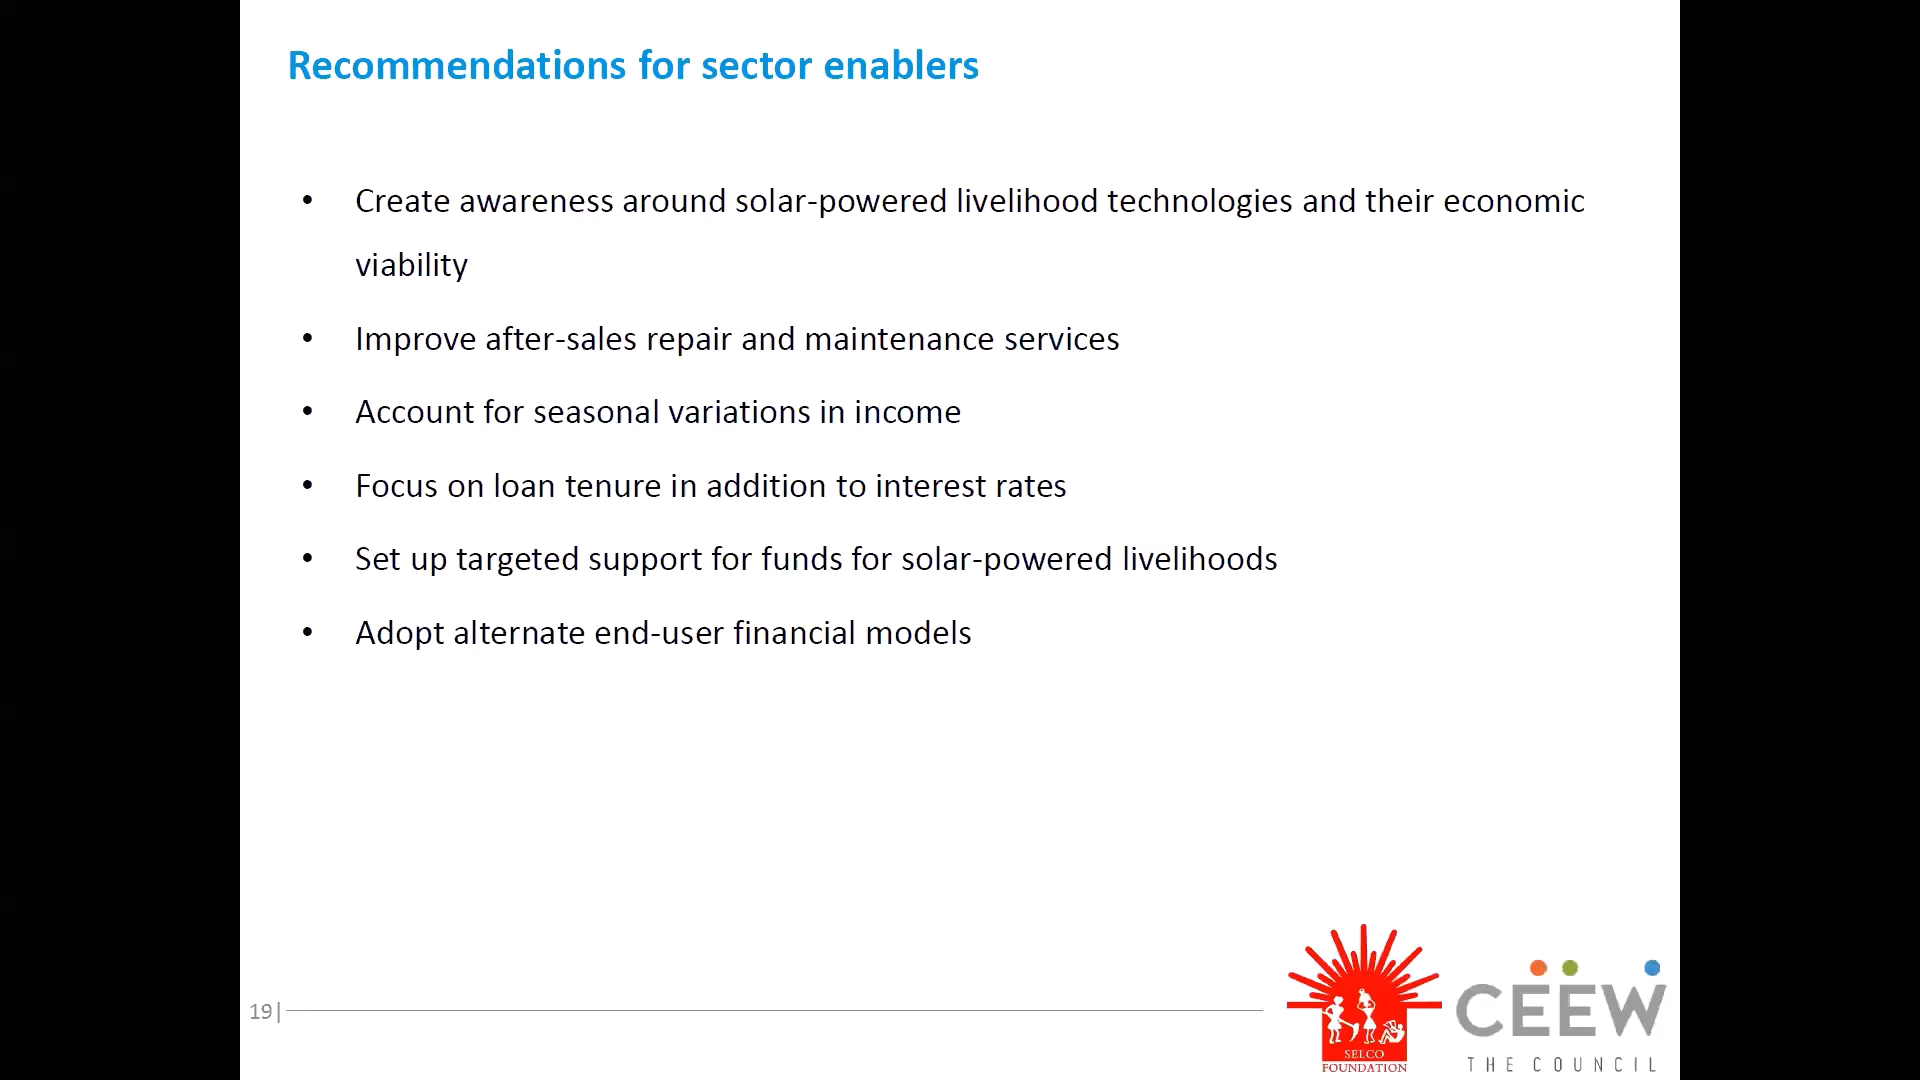 Recommendations for sector enablers
• Create awareness around solar-powered livelihood technologies and their economic
viability
• Improve after-sales repair and maintenance services
• Account for seasonal variations in income
• Focus on loan tenure in addition to interest rates
• Set up targeted support for funds for solar-powered livelihoods
• Adopt alternate end-user financial models
19|
SELCO
FOUNDATION
CEEW
THE COUNCIL